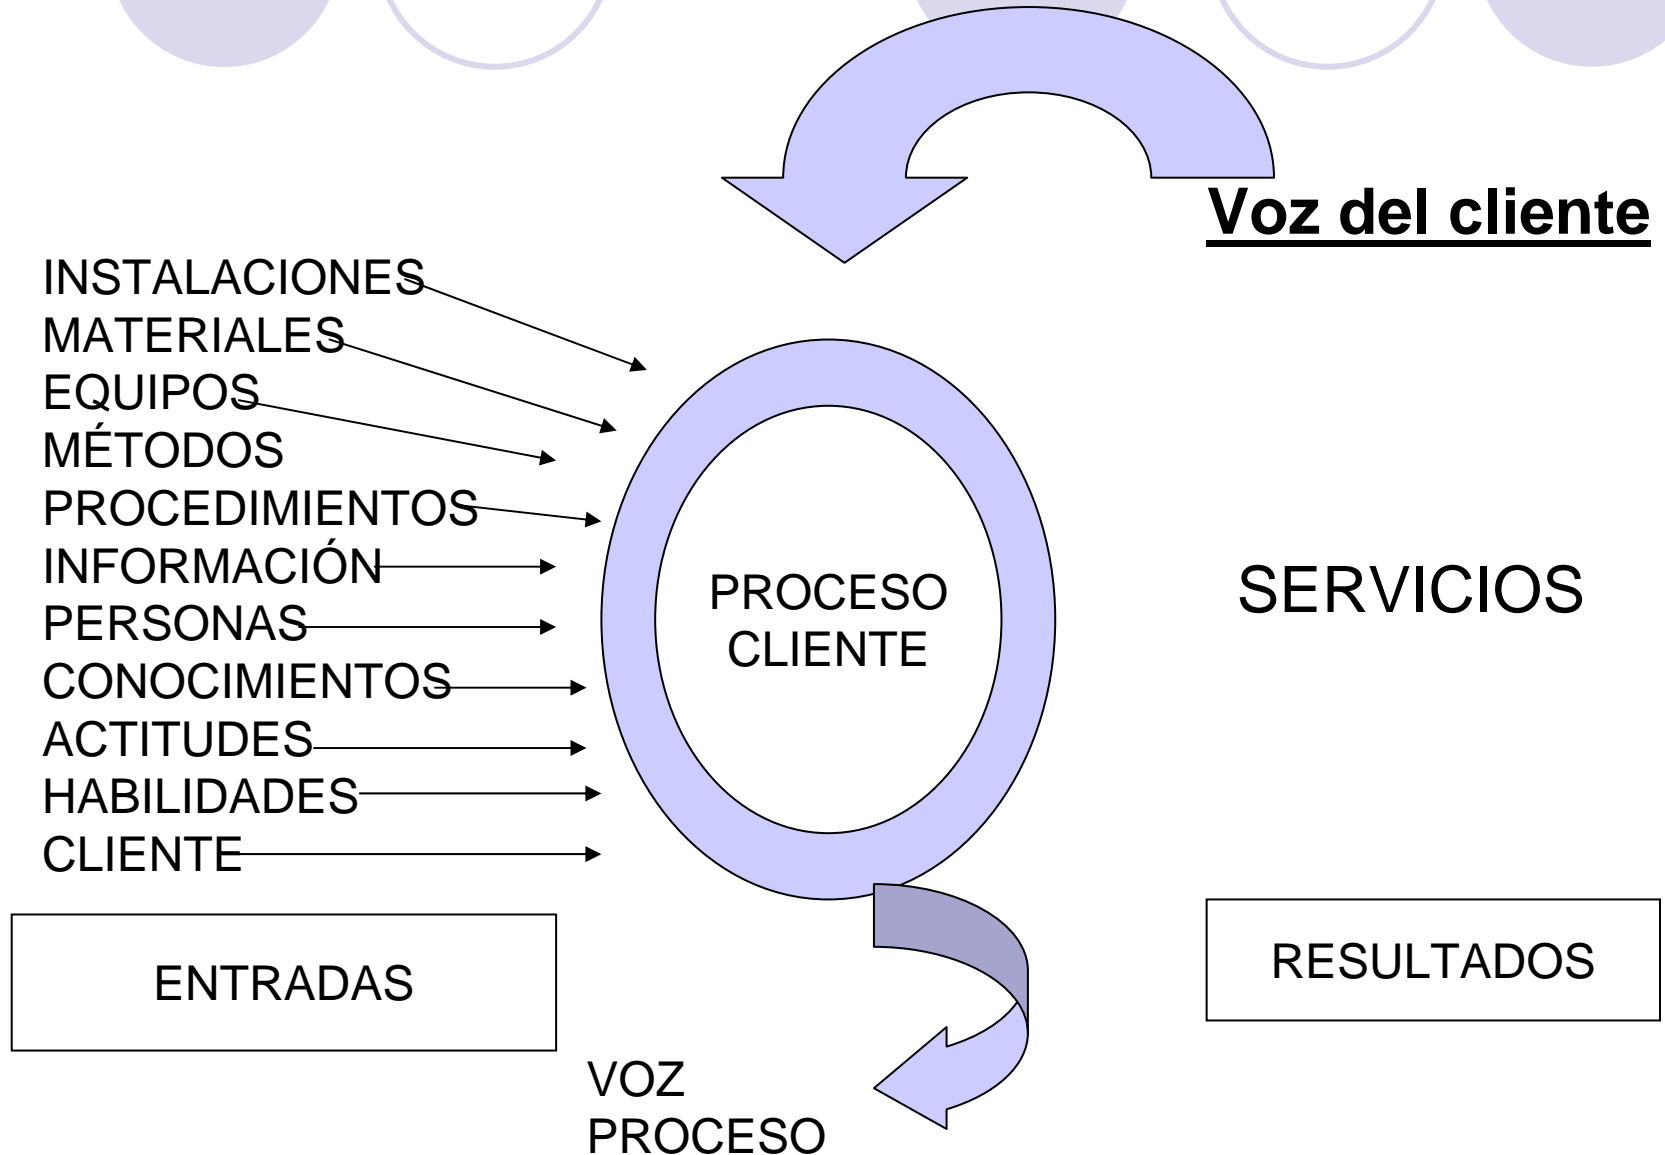 Voz del cliente
INSTALACIONES
MATERIALES
EQUIPOS
MÉTODOS
PROCEDIMIENTOS
INFORMACIÓN
PERSONAS
CONOCIMIENTOS
ACTITUDES
HABILIDADES
CLIENTE
PROCESO
CLIENTE
SERVICIOS
ENTRADAS
RESULTADOS
VOZ
PROCESO